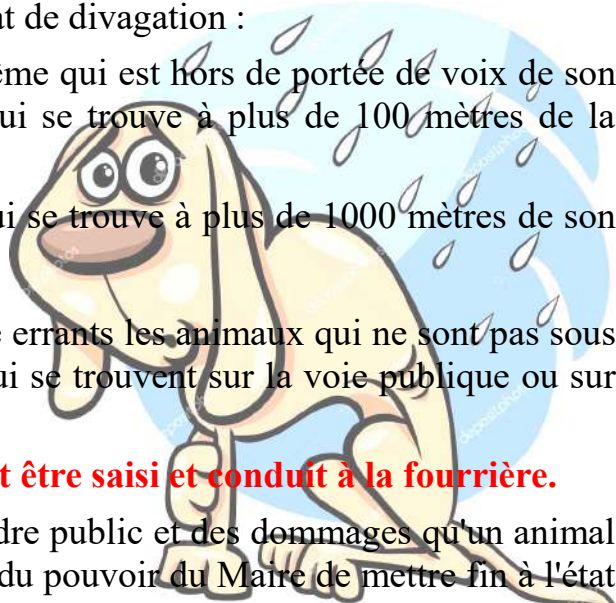 at de divagation :
ême qui est hors de portée de voix de son
ui se trouve à plus de 100 mètres de la
ui se trouve à plus de 1000 mètres de son
e errants les animaux qui ne sont pas sous
ui se trouvent sur la voie publique ou sur
t être saisi et conduit à la fourrière.
dre public et des dommages qu'un animal
du pouvoir du Maire de mettre fin à l'état